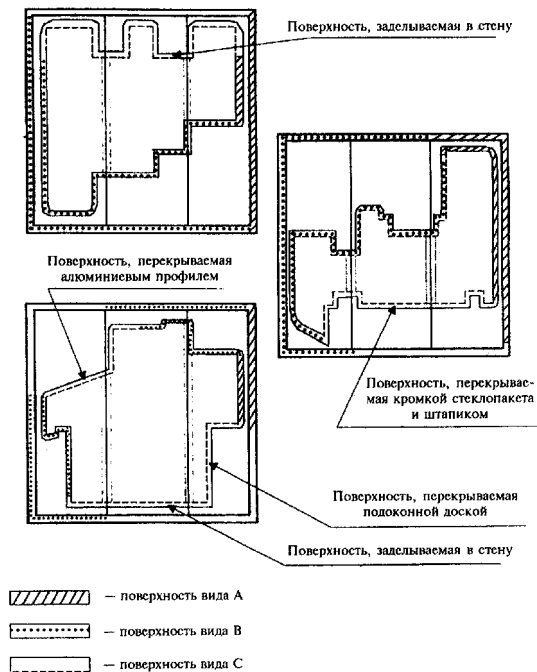 Поверхность, заделываемая в стену
Поверхность, перекрываемая
алюминиевым профилем
Поверхность, перекрывае-
мая кромкой стеклопакета
и штапиком
Поверхность, перекрываемая
подоконной доской
Поверхность, заделываемая в стену
– поверхность вида А
– поверхность вида В
– поверхность вида С